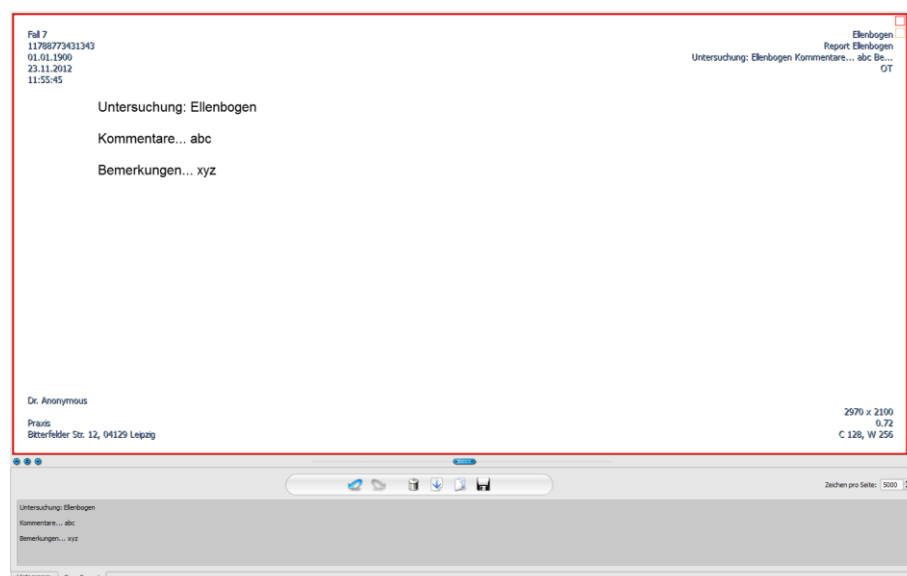 Fall 7
11788773431343
01.01.1900
23.11.2012
11:55:45
Ellenbogen
Report Ellenbogen
Untersuchung: Ellenbogen Kommentare... abc Be...
OT
Untersuchung: Ellenbogen
Kommentare... abc
Bemerkungen... xyz
Dr. Anonymous
Praxis
Bitterfelder Str. 12, 04129 Leipzig
2970 x 2100
0.72
C 128, W 256
Zeichen pro Seite: 5000
Untersuchung: Ellenbogen
Kommentare... abc
Bemerkungen... xyz